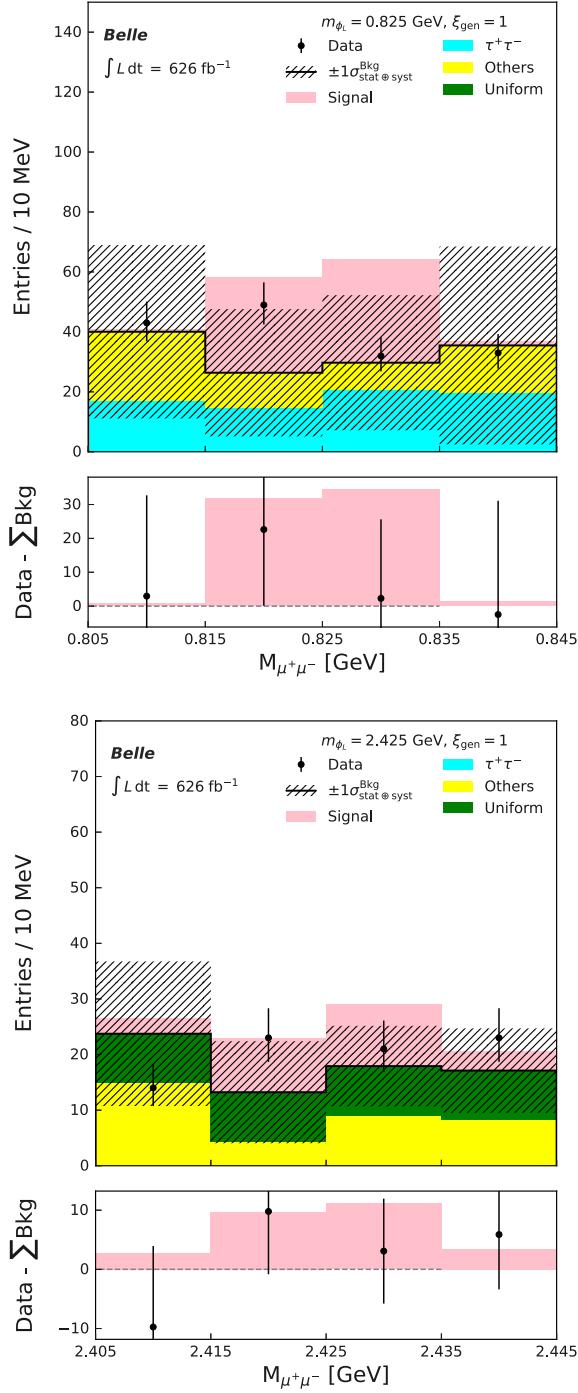 m_{ϕ_L} = 0.825 GeV, ξ_gen = 1
Belle
∫ L dt = 626 fb⁻¹
Data
±1σ^{Bkg}_{stat ⊕ syst}
Signal
τ⁺τ⁻
Others
Uniform
Entries / 10 MeV
140
120
100
80
60
40
20
0
Data - ∑Bkg
30
20
10
0
0.805 0.815 0.825 0.835 0.845
M_{μ⁺μ⁻} [GeV]
m_{ϕ_L} = 2.425 GeV, ξ_gen = 1
Belle
∫ L dt = 626 fb⁻¹
Data
±1σ^{Bkg}_{stat ⊕ syst}
Signal
τ⁺τ⁻
Others
Uniform
Entries / 10 MeV
80
70
60
50
40
30
20
10
0
Data - ∑Bkg
10
0
−10
2.405 2.415 2.425 2.435 2.445
M_{μ⁺μ⁻} [GeV]